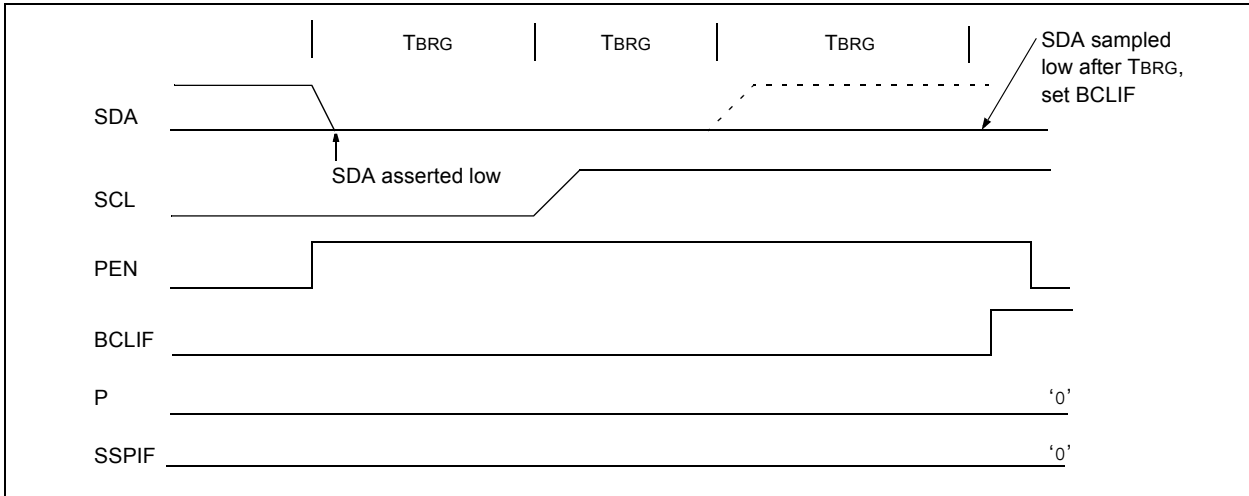 TBRG TBRG TBRG
SDA sampled
low after TBRG,
set BCLIF
SDA
SDA asserted low
SCL
PEN
BCLIF
P '0'
SSPIF '0'